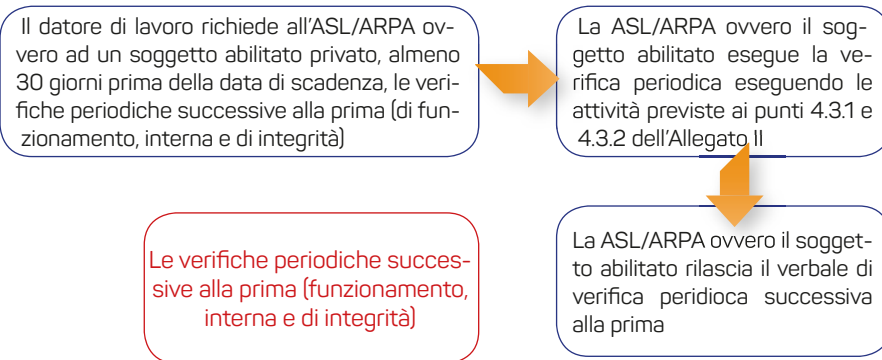 Il datore di lavoro richiede all'ASL/ARPA ov-
vero ad un soggetto abilitato privato, almeno
30 giorni prima della data di scadenza, le veri-
fiche periodiche successive alla prima (di fun-
zionamento, interna e di integrità)
La ASL/ARPA ovvero il sog-
getto abilitato esegue la ve-
rifica periodica eseguendo le
attività previste ai punti 4.3.1 e
4.3.2 dell'Allegato II
La ASL/ARPA ovvero il sogget-
to abilitato rilascia il verbale di
verifica peridioca successiva
alla prima
Le verifiche periodiche succes-
sive alla prima (funzionamento,
interna e di integrità)